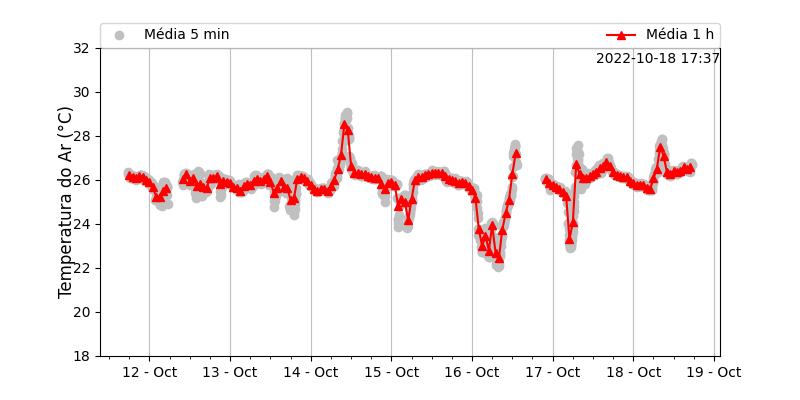 Média 5 min
Média 1 h
2022-10-18 17:37
Temperatura do Ar (°C)
32
30
28
26
24
22
20
18
12 - Oct
13 - Oct
14 - Oct
15 - Oct
16 - Oct
17 - Oct
18 - Oct
19 - Oct